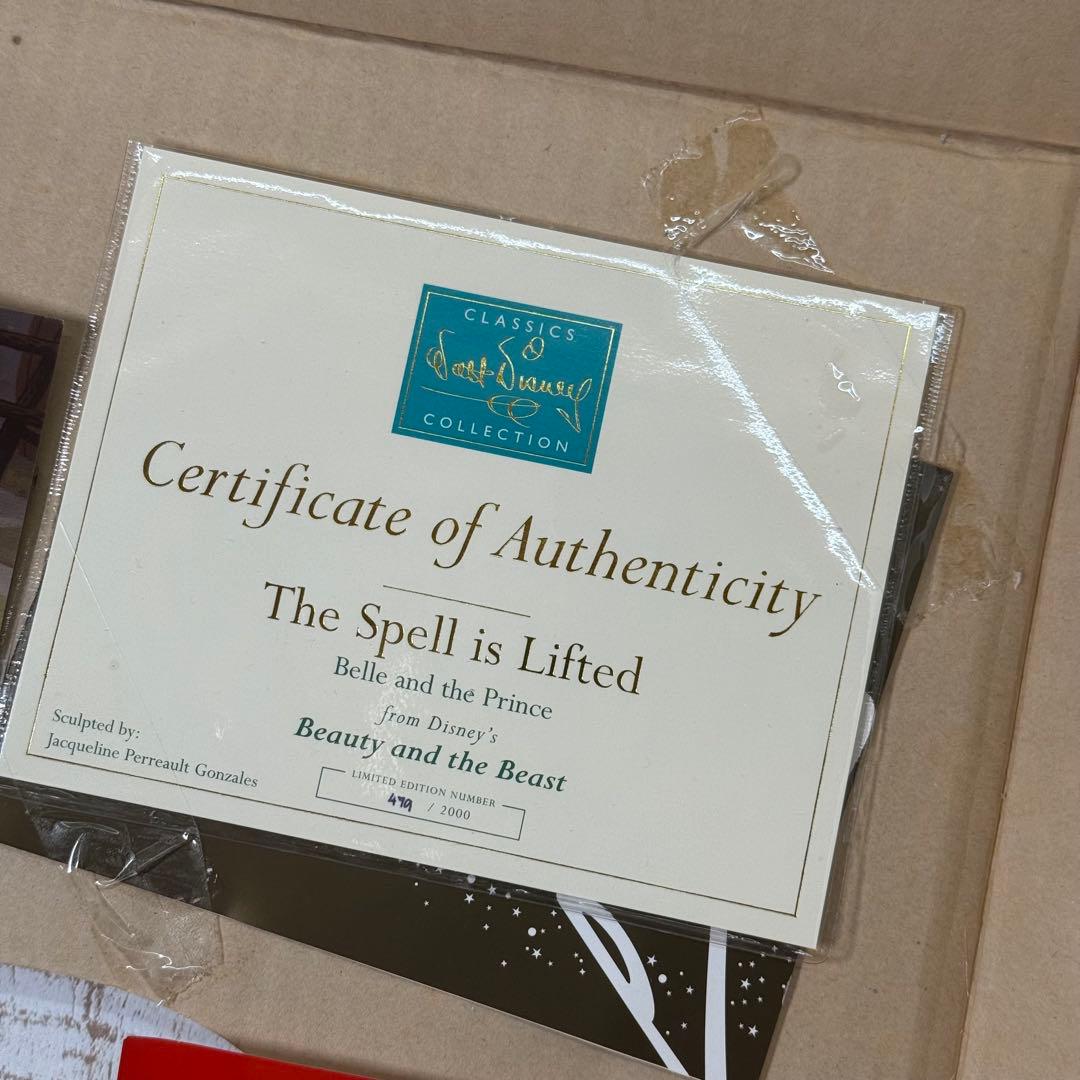 CLASSICS
Walt Disney
COLLECTION
Certificate of Authenticity
The Spell is Lifted
Belle and the Prince
from Disney's
Beauty and the Beast
Sculpted by:
Jacqueline Perreault Gonzales
LIMITED EDITION NUMBER
479 / 2000